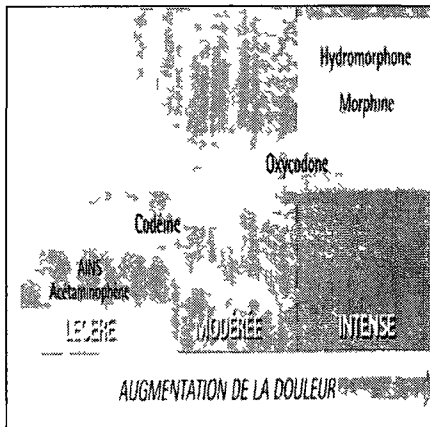 Hydromorphone
Morphine
Oxycodone
Codéine
AINS
Acétaminophène
LÉGÈRE
MODÉRÉE
INTENSE
AUGMENTATION DE LA DOULEUR